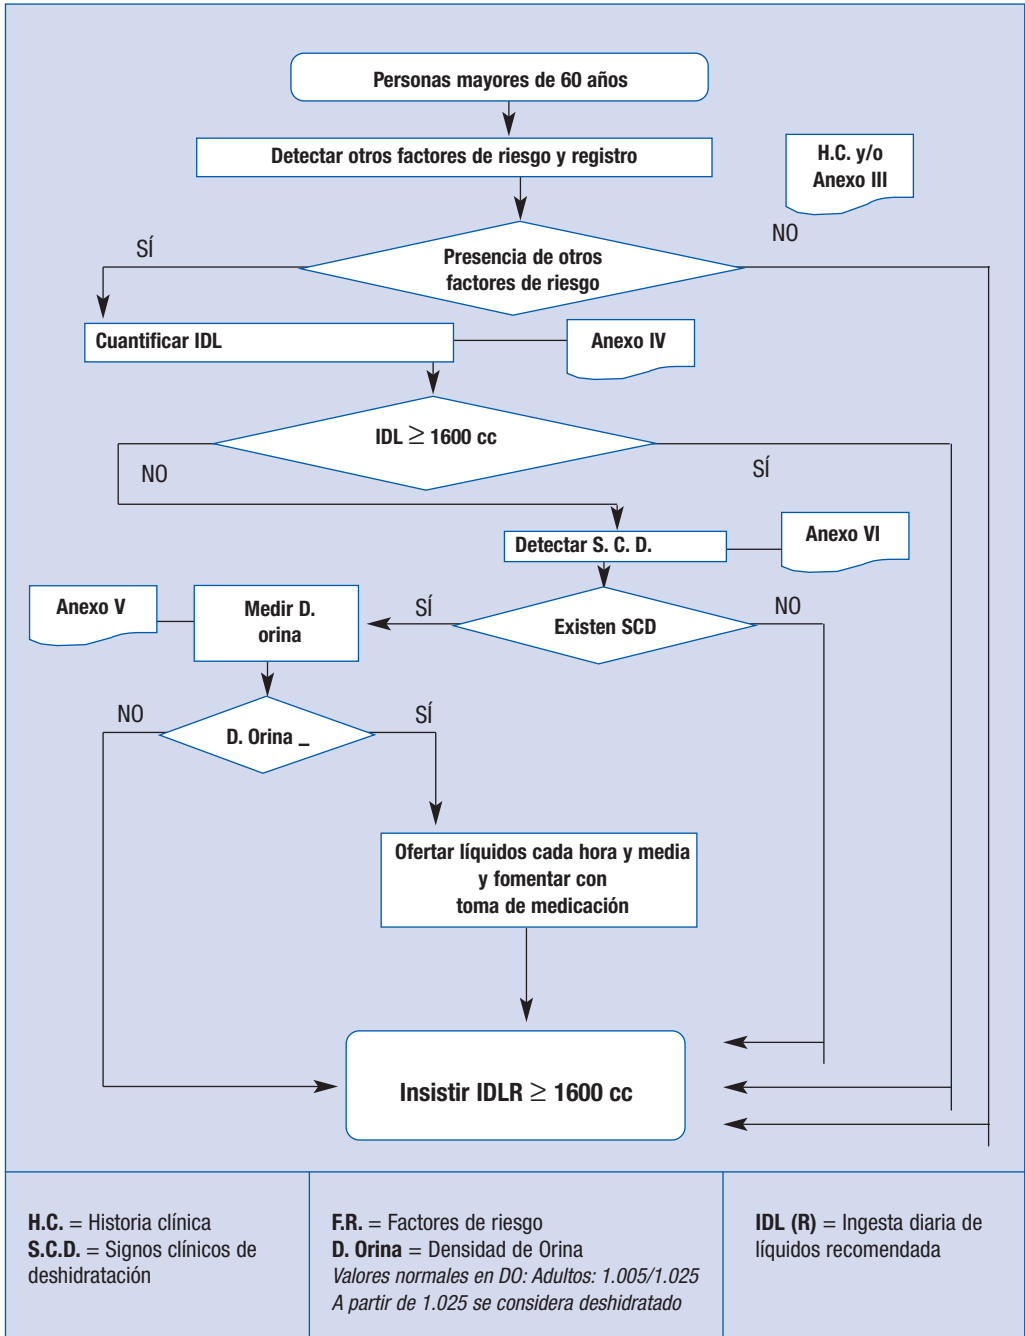 Personas mayores de 60 años
Detectar otros factores de riesgo y registro
H.C. y/o
Anexo III
NO
SÍ
Presencia de otros
factores de riesgo
Cuantificar IDL
Anexo IV
IDL ≥ 1600 cc
NO
SÍ
Detectar S. C. D.
Anexo VI
Anexo V
Medir D.
orina
SÍ
Existen SCD
NO
NO
SÍ
D. Orina _
Ofertar líquidos cada hora y media
y fomentar con
toma de medicación
Insistir IDLR ≥ 1600 cc
H.C. = Historia clínica
S.C.D. = Signos clínicos de
deshidratación
F.R. = Factores de riesgo
D. Orina = Densidad de Orina
Valores normales en DO: Adultos: 1.005/1.025
A partir de 1.025 se considera deshidratado
IDL (R) = Ingesta diaria de
líquidos recomendada